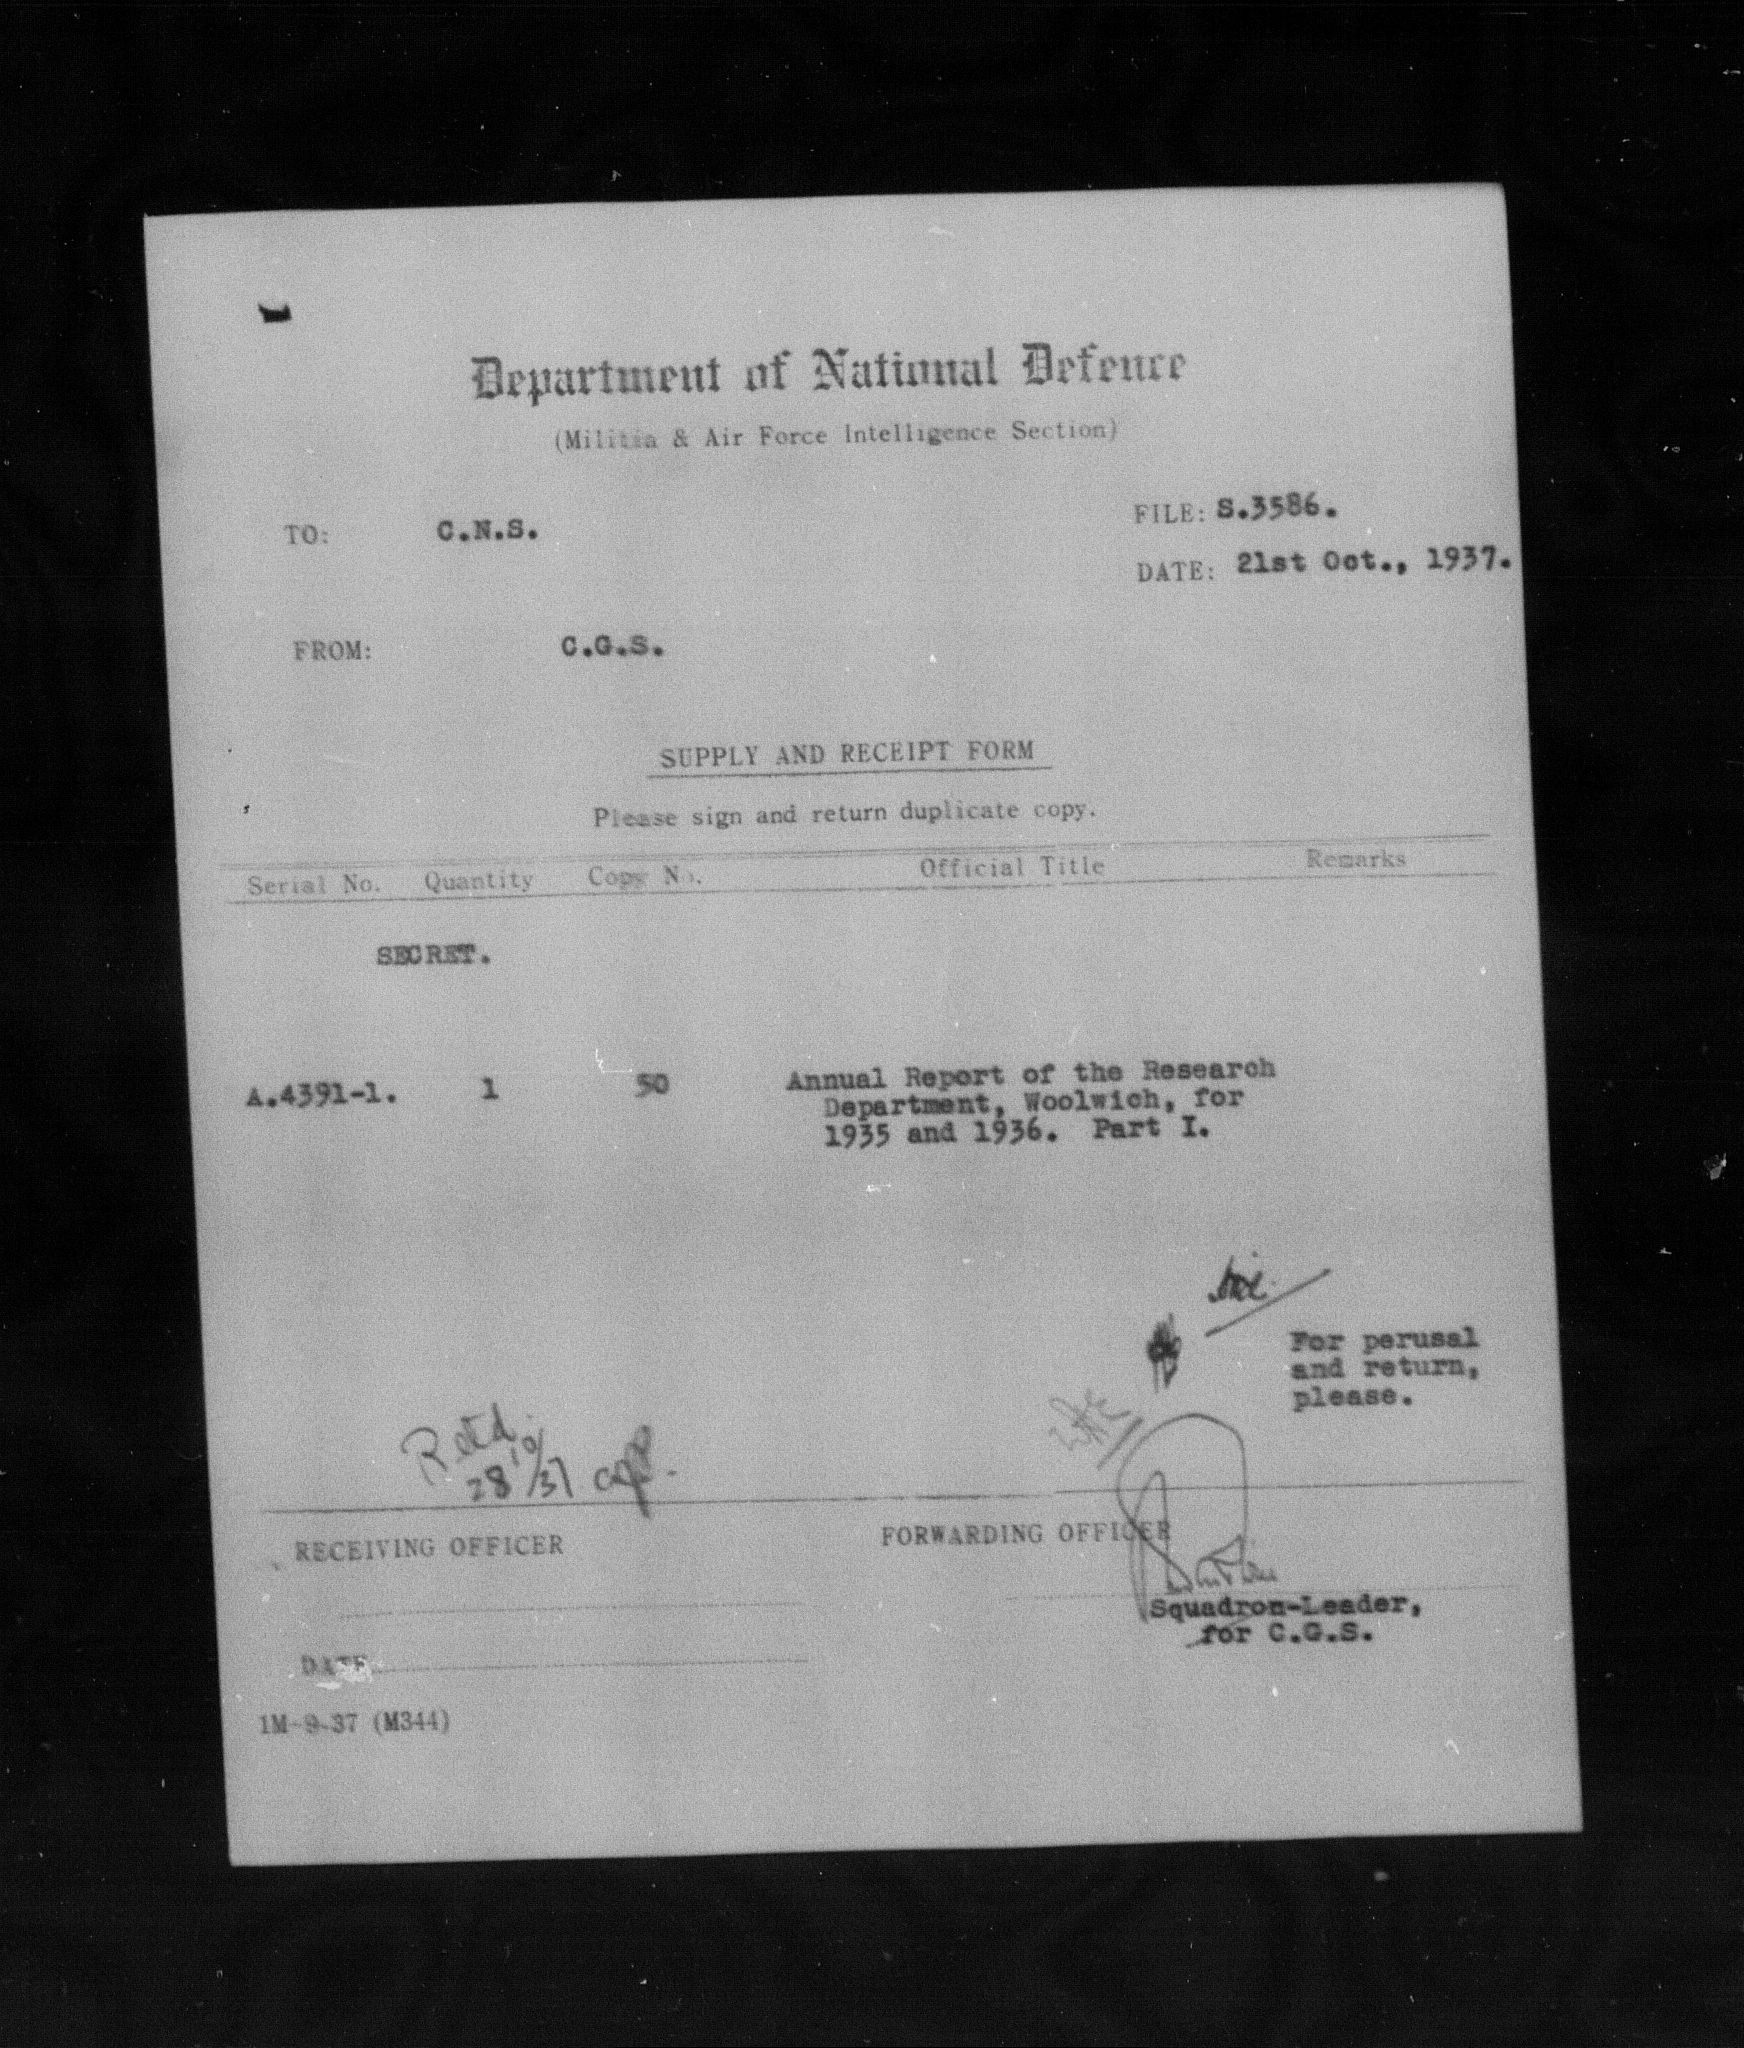 Department of National Defence
(Militia & Air Force Intelligence Section)
FILE: S.3586.
TO: C.N.S.
DATE: 21st Oct., 1937.
FROM: C.G.S.
SUPPLY AND RECEIPT FORM
Please sign and return duplicate copy.
Serial No. Quantity Copy No. Official Title Remarks
SECRET.
A.4391-1. 1 50 Annual Report of the Research
Department, Woolwich, for
1935 and 1936. Part I.
For perusal
and return,
please.
Retd.
28/10/37
RECEIVING OFFICER
FORWARDING OFFICER
Squadron-Leader,
for C.G.S.
DATE
1M-9-37 (M344)